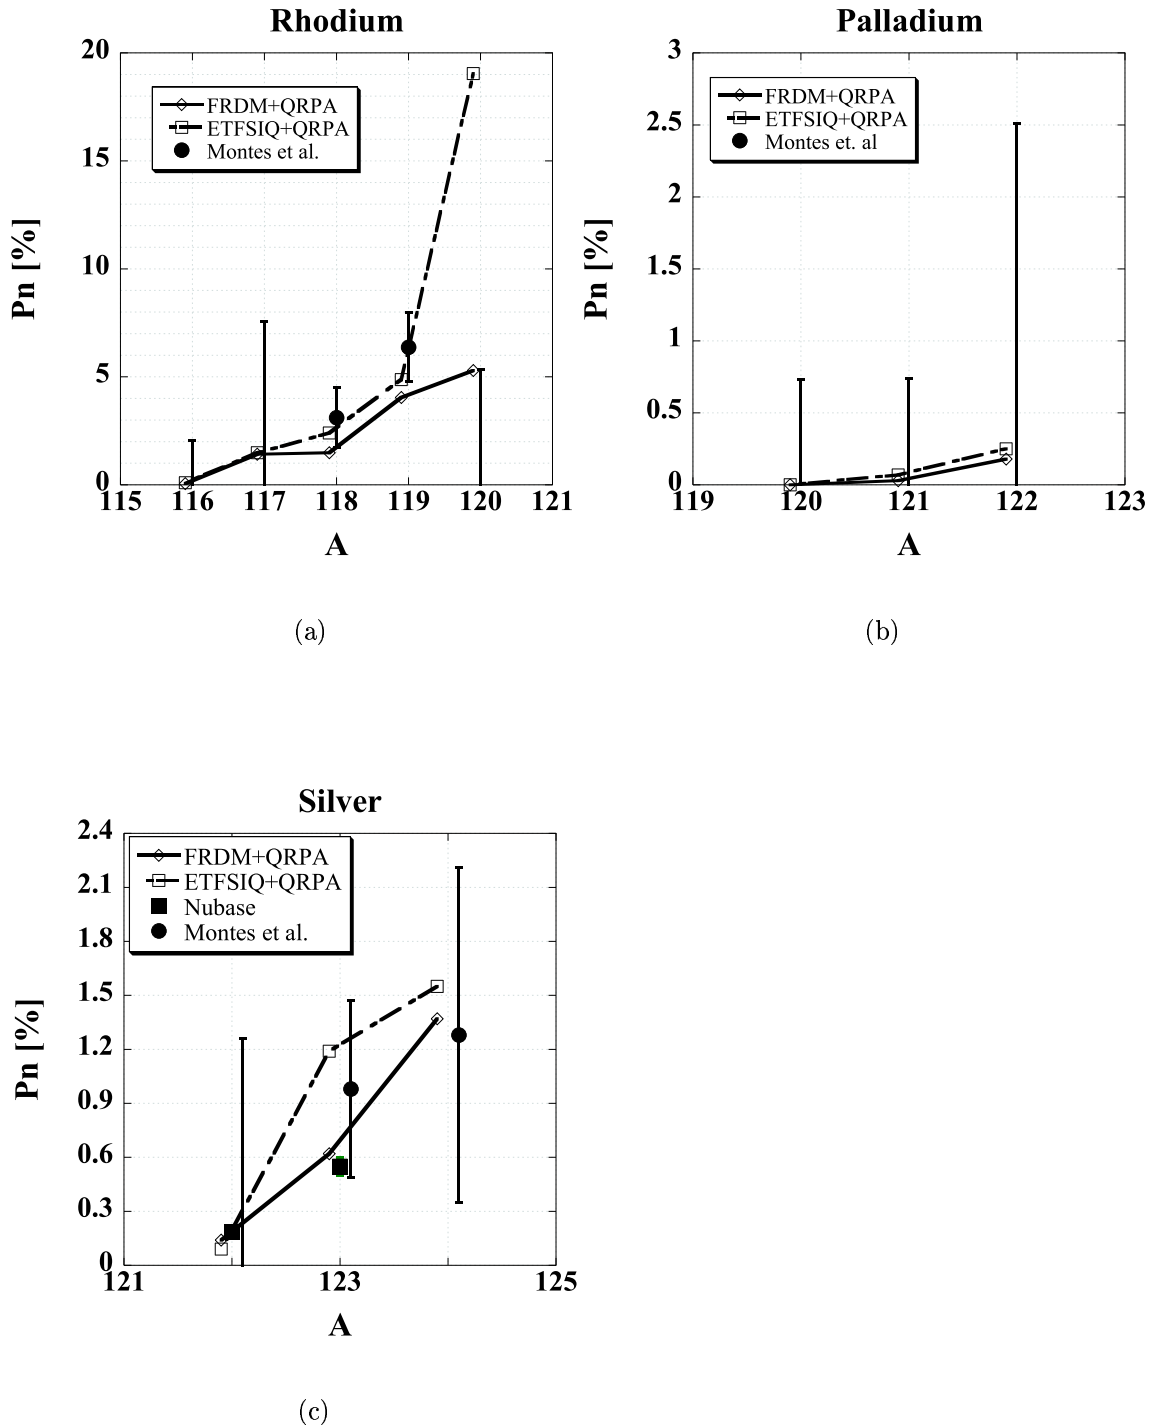 Rhodium
Pn [%]
20
15
10
5
0
FRDM+QRPA
ETFSIQ+QRPA
Montes et al.
115 116 117 118 119 120 121
A
(a)
Palladium
Pn [%]
3
2.5
2
1.5
1
0.5
0
FRDM+QRPA
ETFSIQ+QRPA
Montes et. al
119 120 121 122 123
A
(b)
Silver
Pn [%]
2.4
2.1
1.8
1.5
1.2
0.9
0.6
0.3
0
FRDM+QRPA
ETFSIQ+QRPA
Nubase
Montes et al.
121 123 125
A
(c)